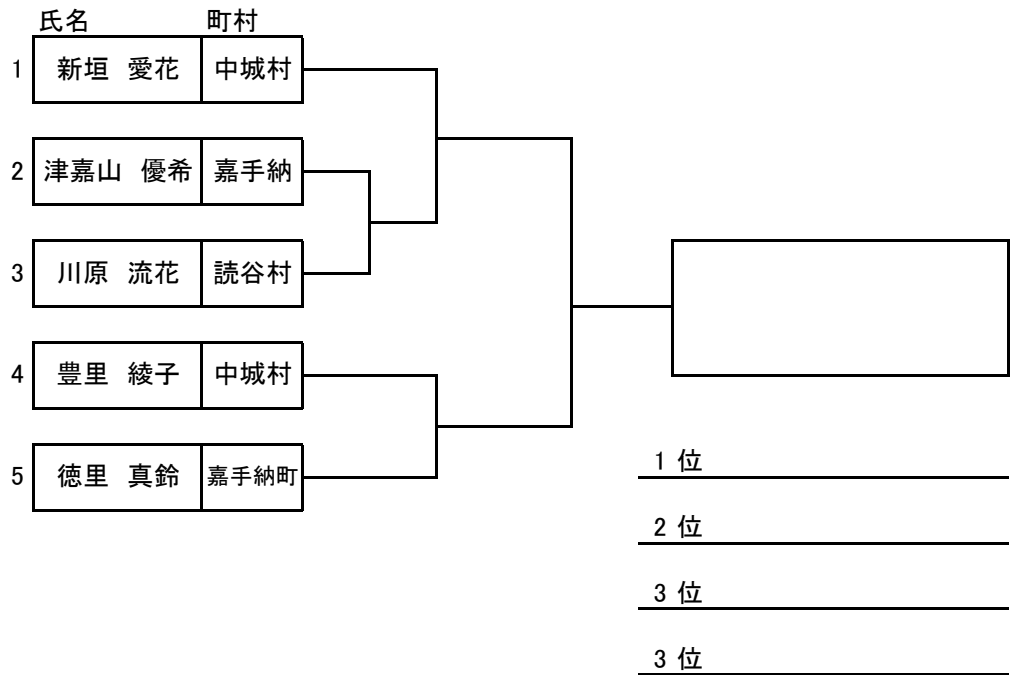 氏名 町村
1 新垣 愛花 中城村
2 津嘉山 優希 嘉手納
3 川原 流花 読谷村
4 豊里 綾子 中城村
5 徳里 真鈴 嘉手納町
1 位
2 位
3 位
3 位